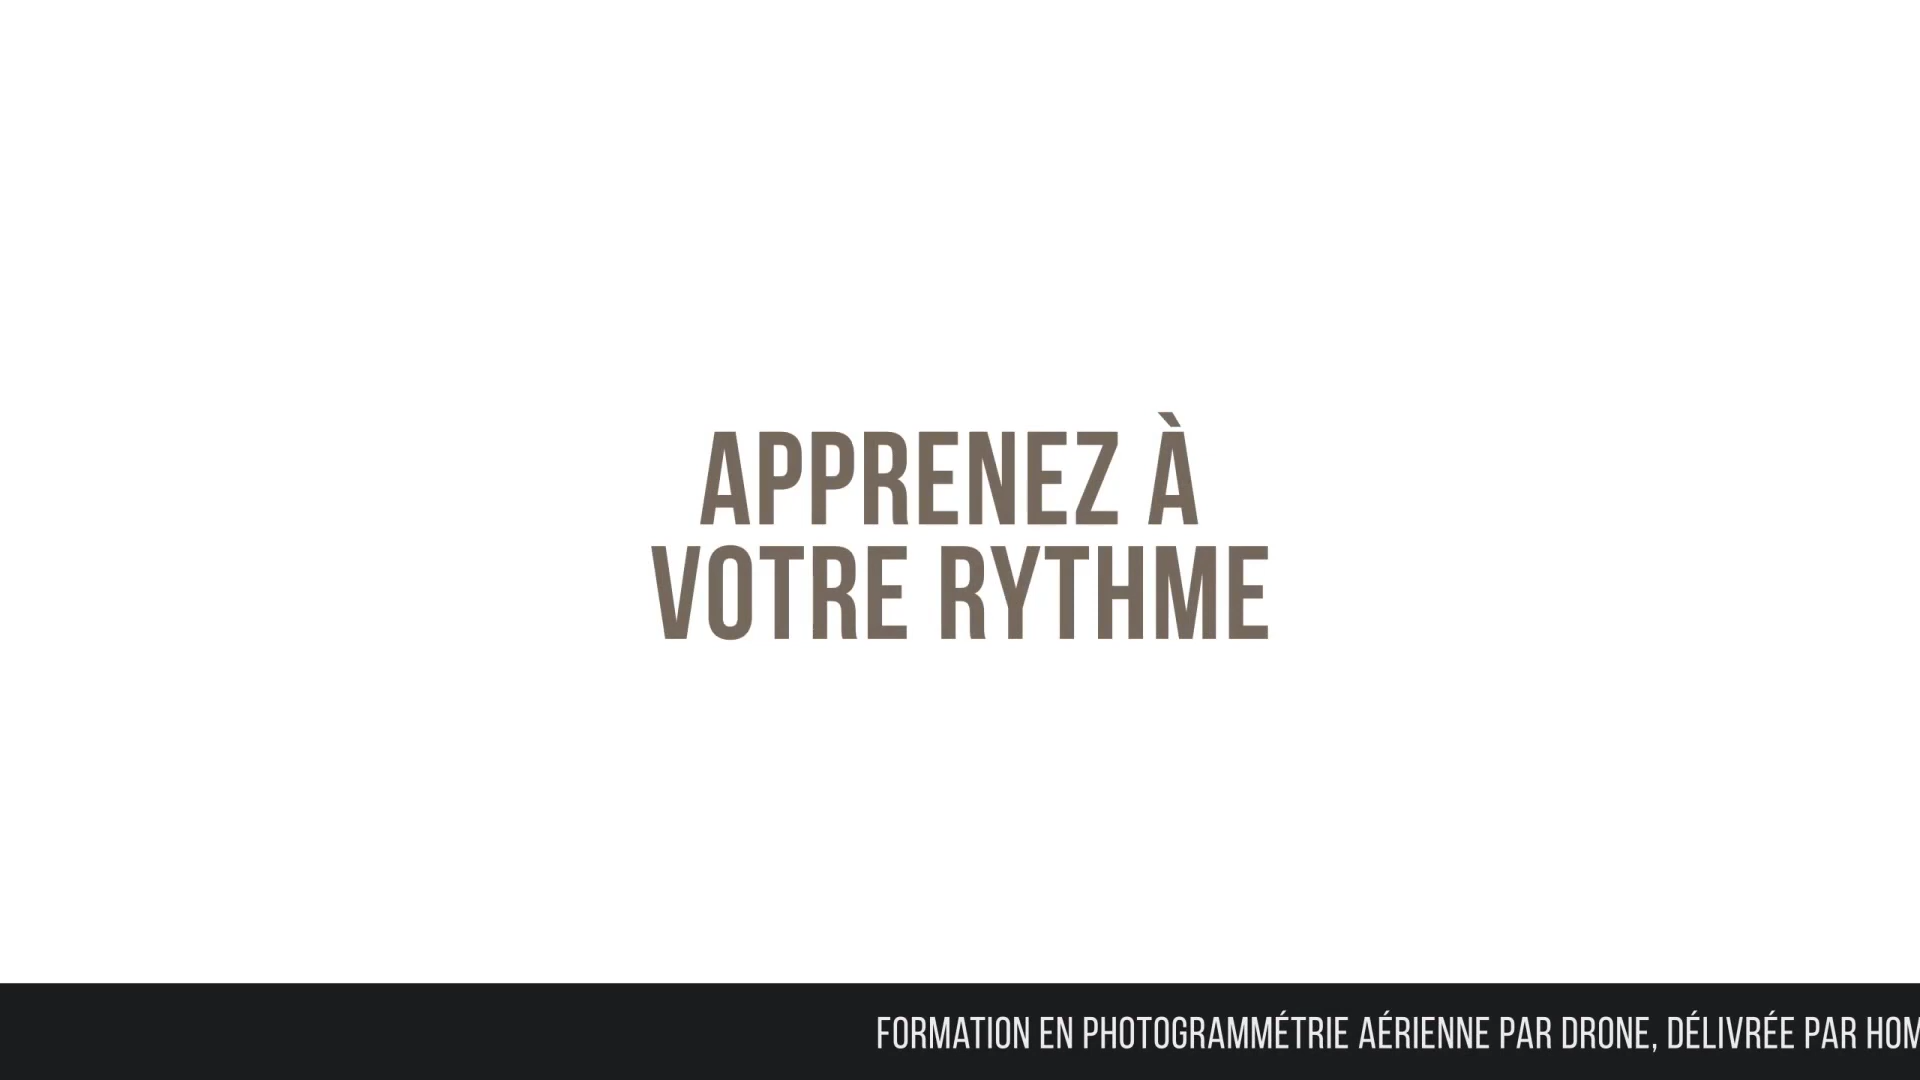 APPRENEZ À
VOTRE RYTHME
FORMATION EN PHOTOGRAMMÉTRIE AÉRIENNE PAR DRONE, DÉLIVRÉE PAR